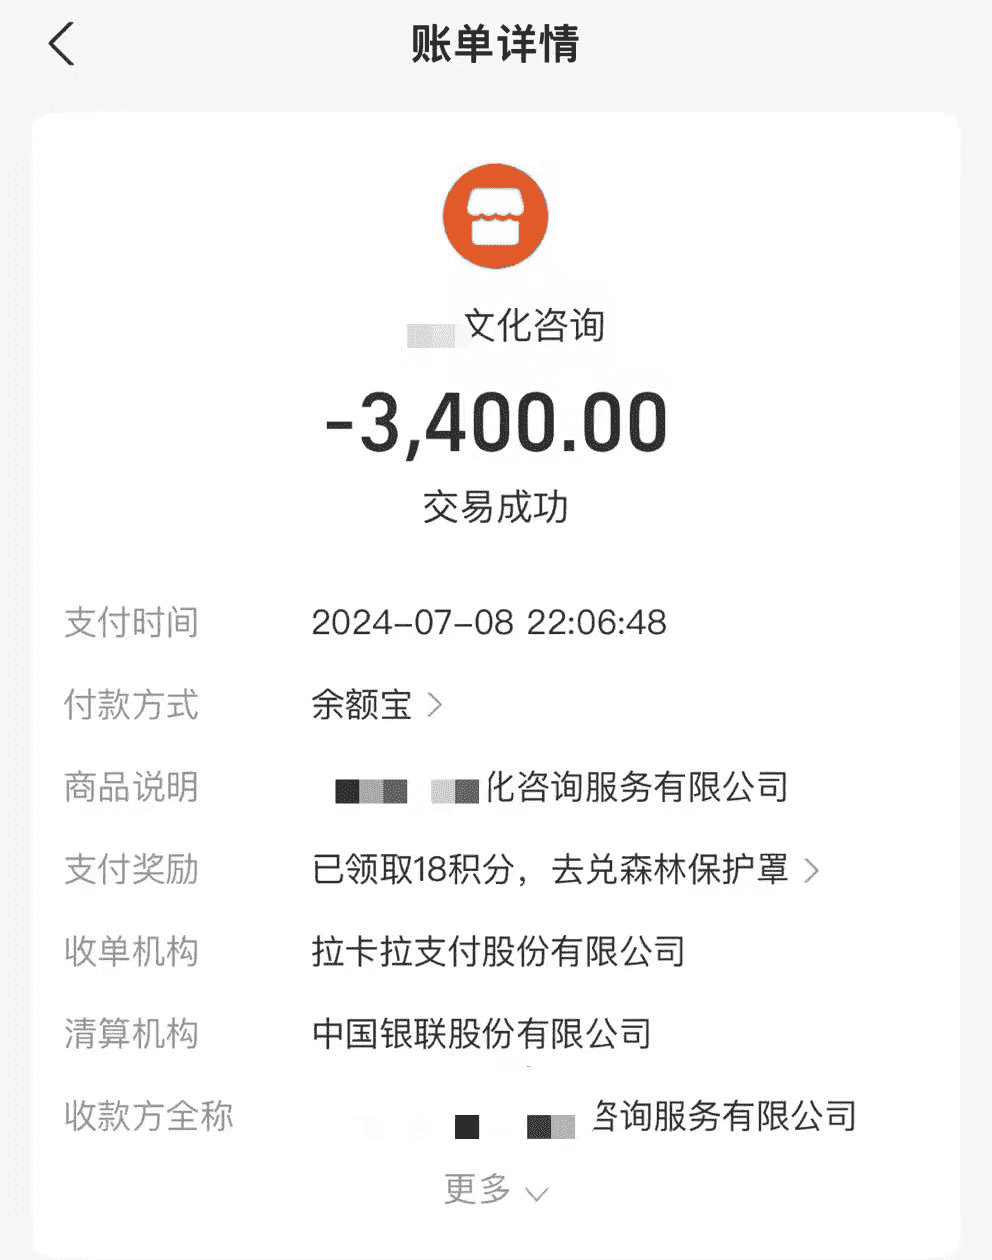 账单详情
文化咨询
-3,400.00
交易成功
支付时间 2024-07-08 22:06:48
付款方式 余额宝
商品说明 化咨询服务有限公司
支付奖励 已领取18积分，去兑森林保护罩
收单机构 拉卡拉支付股份有限公司
清算机构 中国银联股份有限公司
收款方全称 咨询服务有限公司
更多